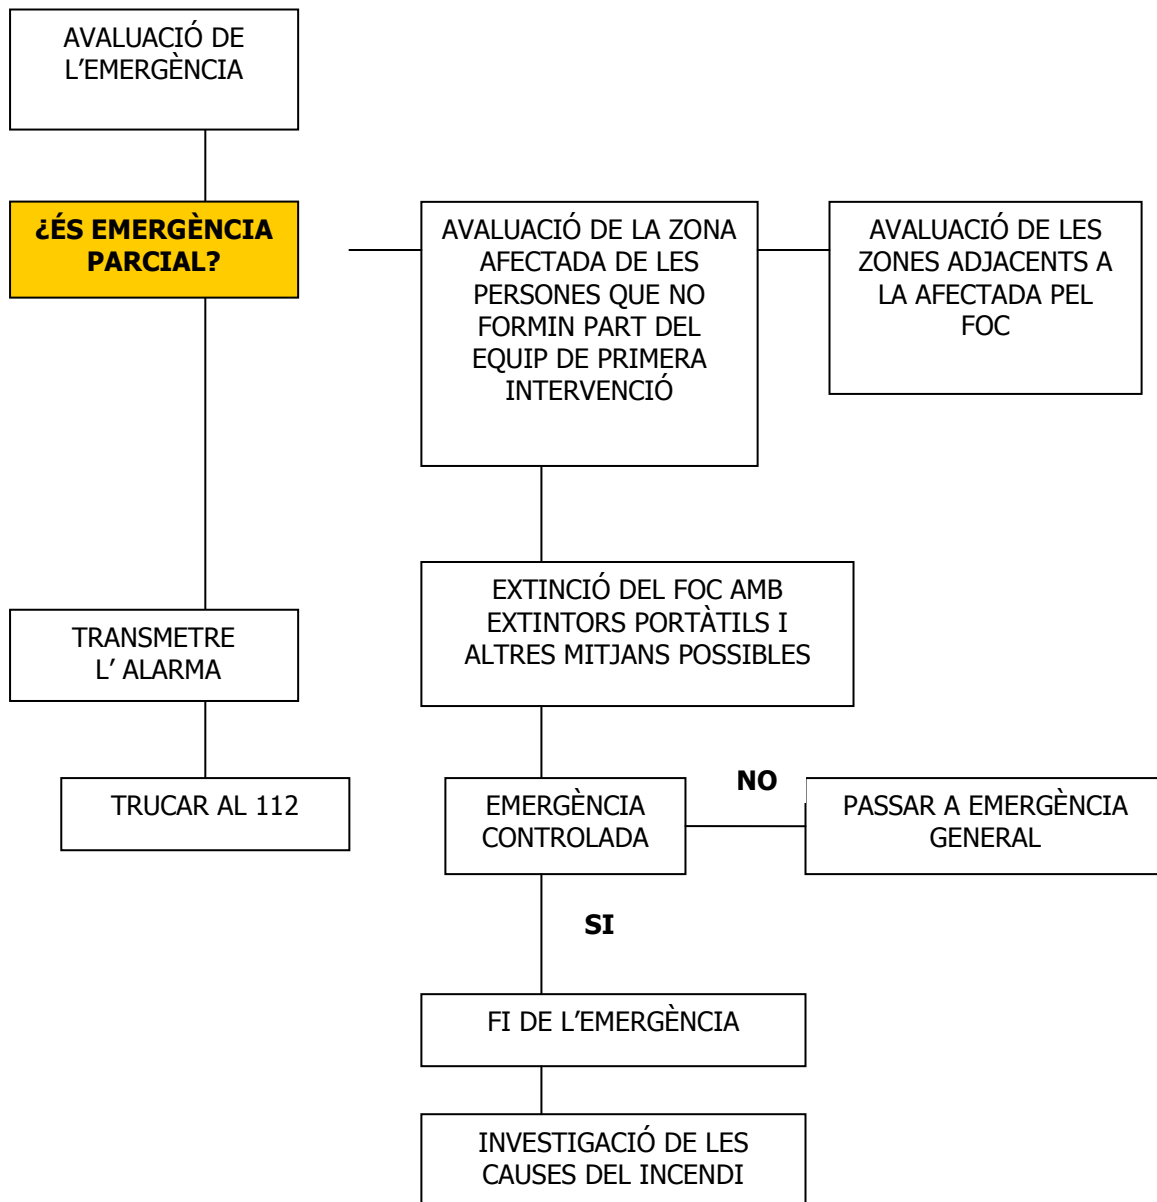 AVALUACIÓ DE
L’EMERGÈNCIA
¿ÉS EMERGÈNCIA
PARCIAL?
AVALUACIÓ DE LA ZONA
AFECTADA DE LES
PERSONES QUE NO
FORMIN PART DEL
EQUIP DE PRIMERA
INTERVENCIÓ
AVALUACIÓ DE LES
ZONES ADJACENTS A
LA AFECTADA PEL
FOC
EXTINCIÓ DEL FOC AMB
EXTINTORS PORTÀTILS I
ALTRES MITJANS POSSIBLES
TRANSMETRE
L’ ALARMA
TRUCAR AL 112
EMERGÈNCIA
CONTROLADA
NO
PASSAR A EMERGÈNCIA
GENERAL
SI
FI DE L’EMERGÈNCIA
INVESTIGACIÓ DE LES
CAUSES DEL INCENDI